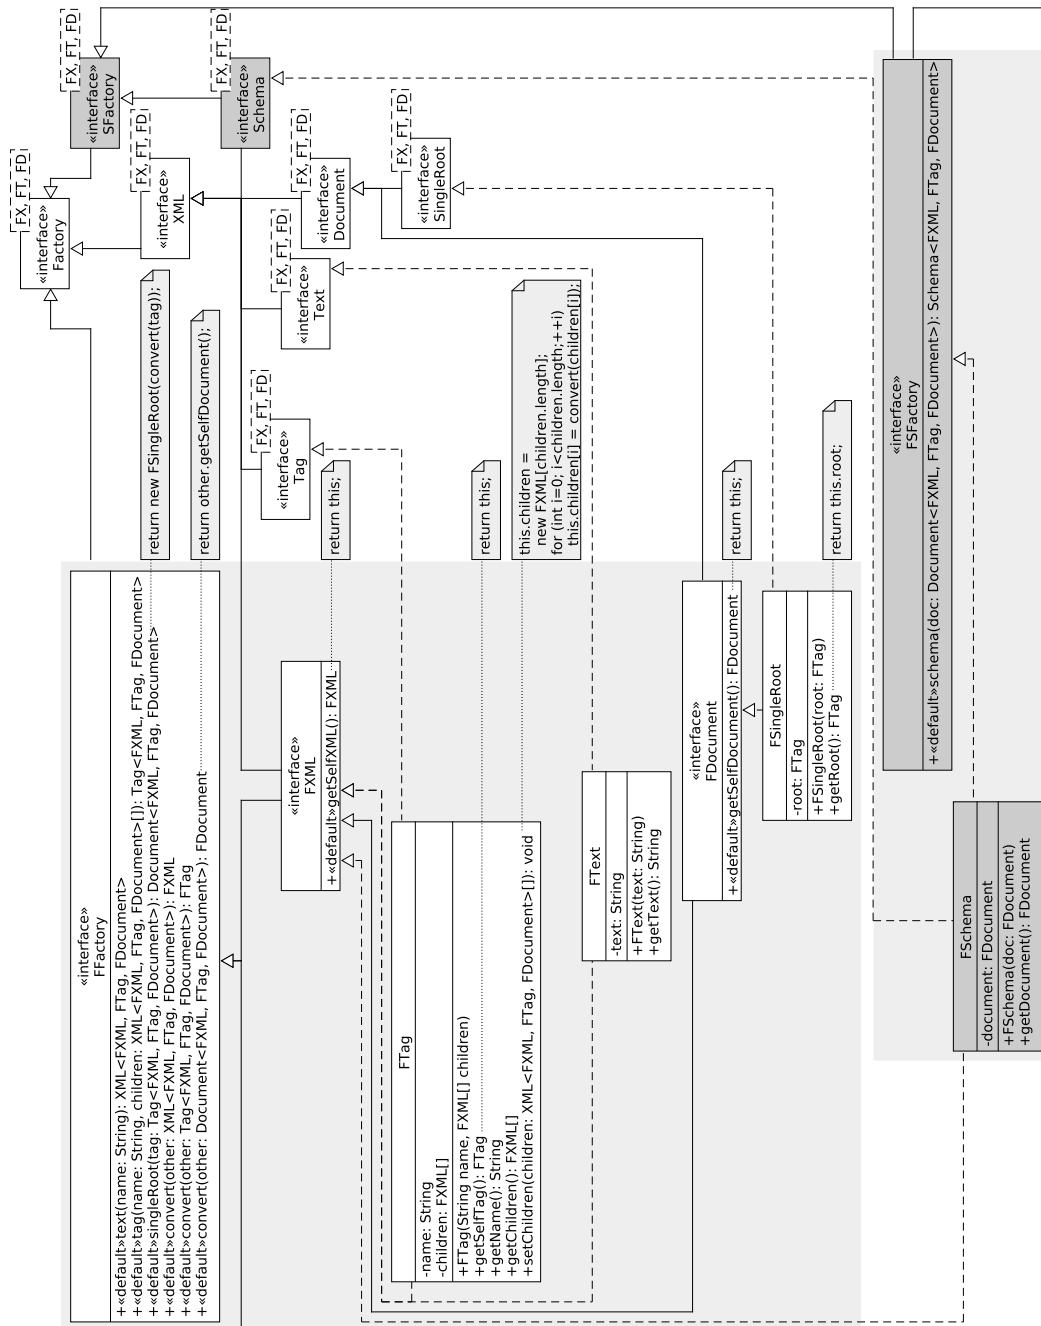 FX, FT, FD
«interface»
Factory
FX, FT, FD
«interface»
SFactory
FX, FT, FD
«interface»
XML
FX, FT, FD
«interface»
Schema
FX, FT, FD
«interface»
Tag
FX, FT, FD
«interface»
Text
FX, FT, FD
«interface»
Document
FX, FT, FD
«interface»
SingleRoot
«interface»
FFactory
+«default»text(name: String): XML<FXML, FTag, FDocument>
+«default»tag(name: String, children: XML<FXML, FTag, FDocument>[]): Tag<FXML, FTag, FDocument>
+«default»singleRoot(tag: Tag<FXML, FTag, FDocument>): Document<FXML, FTag, FDocument>
+«default»convert(other: XML<FXML, FTag, FDocument>): FXML
+«default»convert(other: Tag<FXML, FTag, FDocument>): FTag
+«default»convert(other: Document<FXML, FTag, FDocument>): FDocument
return new FSingleRoot(convert(tag));
return other.getSelfDocument();
«interface»
FXML
+«default»getSelfXML(): FXML
return this;
FTag
-name: String
-children: FXML[]
+FTag(String name, FXML[] children)
+getSelfTag(): FTag
+getName(): String
+getChildren(): FXML[]
+setChildren(children: XML<FXML, FTag, FDocument>[]): void
return this;
this.children =
new FXML[children.length];
for (int i=0; i<children.length;++i)
this.children[i] = convert(children[i]);
FText
-text: String
+FText(text: String)
+getText(): String
«interface»
FDocument
+«default»getSelfDocument(): FDocument
return this;
FSingleRoot
-root: FTag
+FSingleRoot(root: FTag)
+getRoot(): FTag
return this.root;
«interface»
FSFactory
+«default»schema(doc: Document<FXML, FTag, FDocument>): Schema<FXML, FTag, FDocument>
FSchema
-document: FDocument
+FSchema(doc: FDocument)
+getDocument(): FDocument